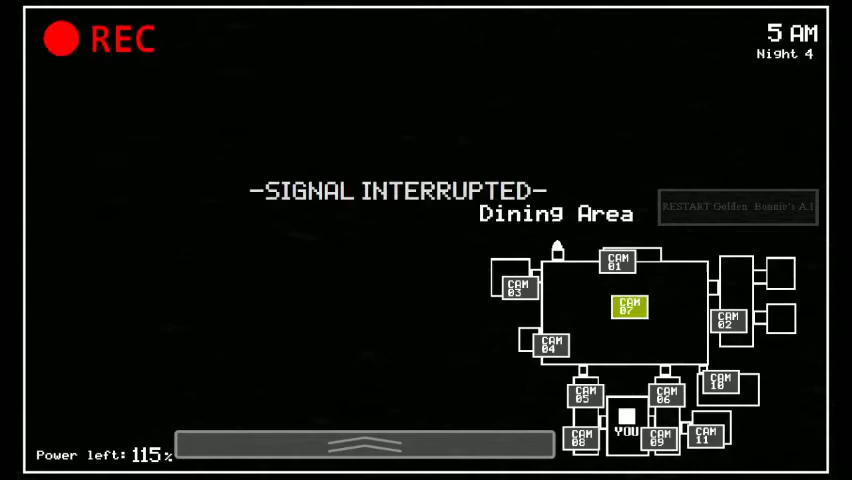 REC
5 AM
Night 4
-SIGNAL INTERRUPTED-
Dining Area
RESTART Golden Bonnie's A.I
CAM 01
CAM 03
CAM 07
CAM 02
CAM 04
CAM 10
CAM 05
CAM 06
YOU
CAM 08
CAM 09
CAM 11
Power left: 115%